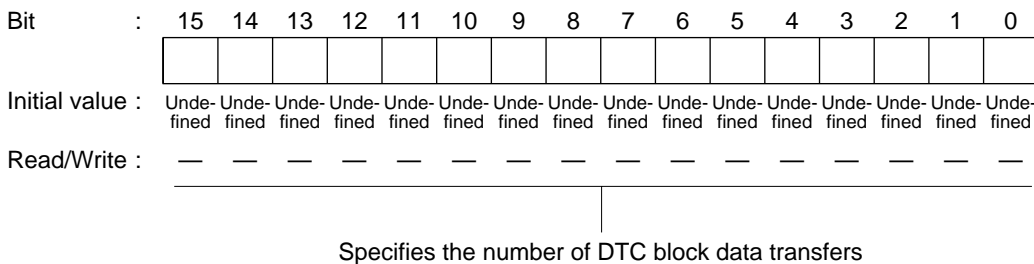 Bit : 15 14 13 12 11 10 9 8 7 6 5 4 3 2 1 0
Initial value : Unde- Unde- Unde- Unde- Unde- Unde- Unde- Unde- Unde- Unde- Unde- Unde- Unde- Unde- Unde- Unde-
fined fined fined fined fined fined fined fined fined fined fined fined fined fined fined fined
Read/Write : — — — — — — — — — — — — — — — —
Specifies the number of DTC block data transfers